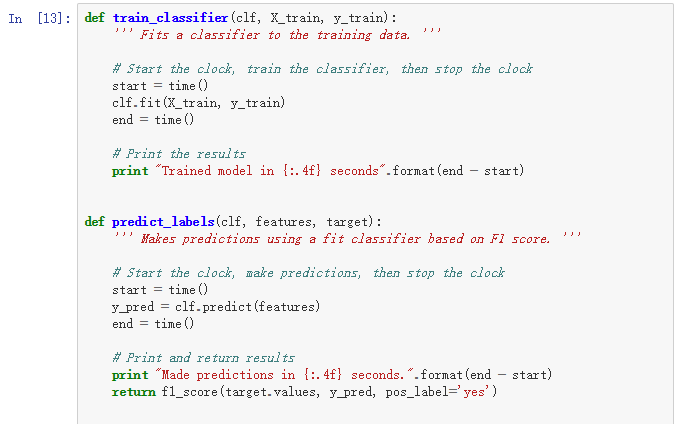 In [13]: def train_classifier(clf, X_train, y_train):
''' Fits a classifier to the training data. '''
# Start the clock, train the classifier, then stop the clock
start = time()
clf.fit(X_train, y_train)
end = time()
# Print the results
print "Trained model in {:.4f} seconds".format(end - start)
def predict_labels(clf, features, target):
''' Makes predictions using a fit classifier based on F1 score. '''
# Start the clock, make predictions, then stop the clock
start = time()
y_pred = clf.predict(features)
end = time()
# Print and return results
print "Made predictions in {:.4f} seconds.".format(end - start)
return f1_score(target.values, y_pred, pos_label='yes')